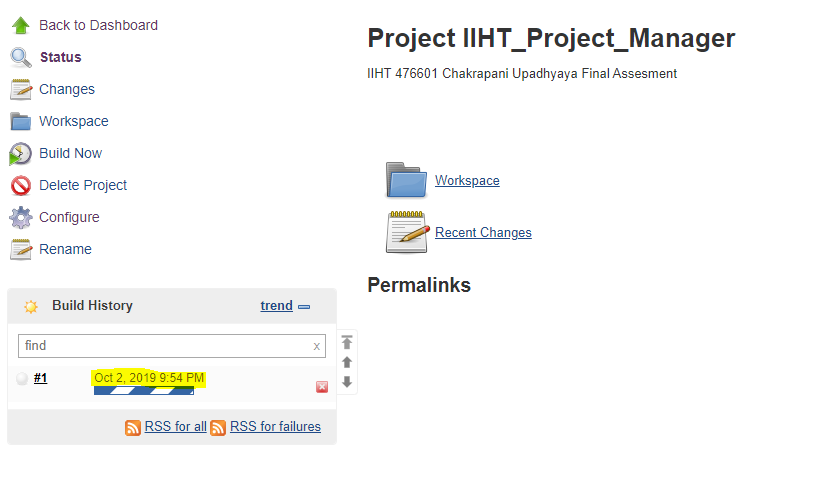 Back to Dashboard
Status
Changes
Workspace
Build Now
Delete Project
Configure
Rename
Build History trend
find x
#1 Oct 2, 2019 9:54 PM
RSS for all RSS for failures
Project IIHT_Project_Manager
IIHT 476601 Chakrapani Upadhyaya Final Assesment
Workspace
Recent Changes
Permalinks